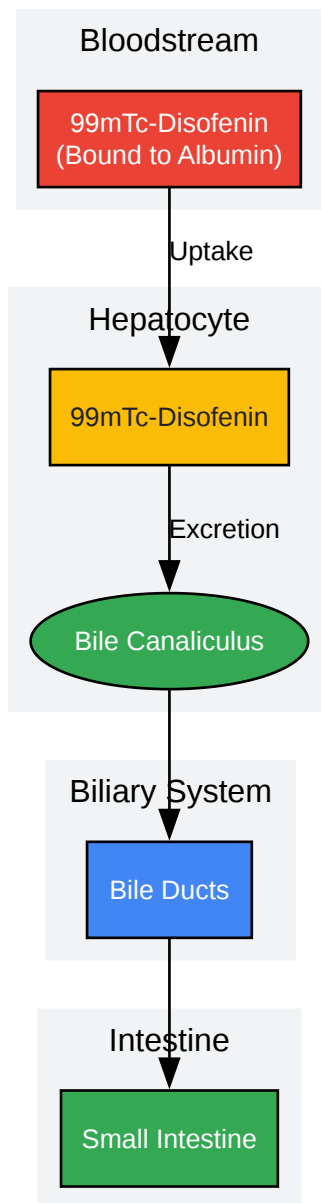 Bloodstream
99mTc-Disofenin
(Bound to Albumin)
Uptake
Hepatocyte
99mTc-Disofenin
Excretion
Bile Canaliculus
Biliary System
Bile Ducts
Intestine
Small Intestine